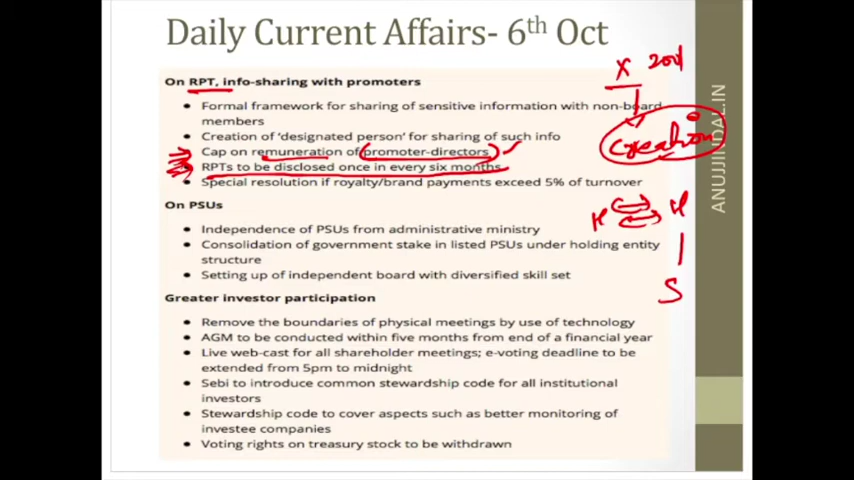 Daily Current Affairs- 6th Oct
On RPT, info-sharing with promoters
• Formal framework for sharing of sensitive information with non-board
members
• Creation of 'designated person' for sharing of such info
• Cap on remuneration of promoter-directors
• RPTs to be disclosed once in every six months
• Special resolution if royalty/brand payments exceed 5% of turnover
On PSUs
• Independence of PSUs from administrative ministry
• Consolidation of government stake in listed PSUs under holding entity
structure
• Setting up of independent board with diversified skill set
Greater investor participation
• Remove the boundaries of physical meetings by use of technology
• AGM to be conducted within five months from end of a financial year
• Live web-cast for all shareholder meetings; e-voting deadline to be
extended from 5pm to midnight
• Sebi to introduce common stewardship code for all institutional
investors
• Stewardship code to cover aspects such as better monitoring of
investee companies
• Voting rights on treasury stock to be withdrawn
X
creation
H
S
ANUJJINDAL.IN